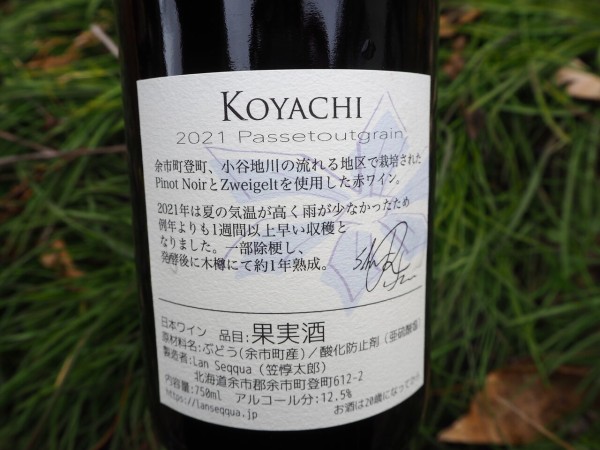 KOYACHI
2021 Passetoutgrain
余市町登町、小谷地川の流れる地区で栽培された
Pinot NoirとZweigeltを使用した赤ワイン。
2021年は夏の気温が高く雨が少なかったため
例年よりも1週間以上早い収穫と
なりました。一部除梗し、
発酵後に木樽にて約1年熟成。
日本ワイン 品目:果実酒
原材料名:ぶどう(余市町産)/酸化防止剤(亜硫酸塩)
製造者:Lan Seqqua(笠惇太郎)
北海道余市郡余市町登町612-2
内容量:750ml アルコール分:12.5%
https://lanseqqua.jp お酒は20歳になってから